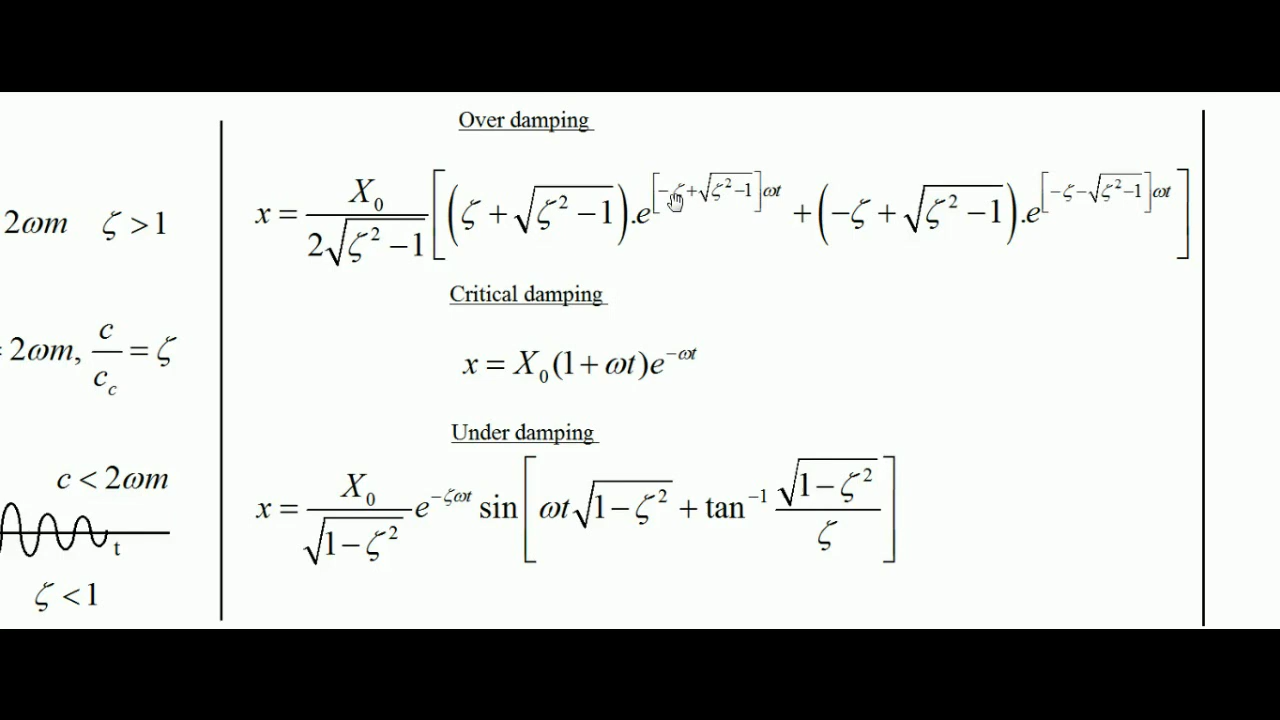 Over damping
2ωm ζ > 1
x = X₀ / 2√(ζ² − 1) [(ζ + √(ζ² − 1)).e^([−ζ + √(ζ² − 1)]ωt) + (−ζ + √(ζ² − 1)).e^([−ζ − √(ζ² − 1)]ωt)]
Critical damping
= 2ωm, c / c_c = ζ
x = X₀(1 + ωt)e^(−ωt)
Under damping
c < 2ωm
x = X₀ / √(1 − ζ²) e^(−ζωt) sin[ωt√(1 − ζ²) + tan⁻¹ √(1 − ζ²) / ζ]
t
ζ < 1